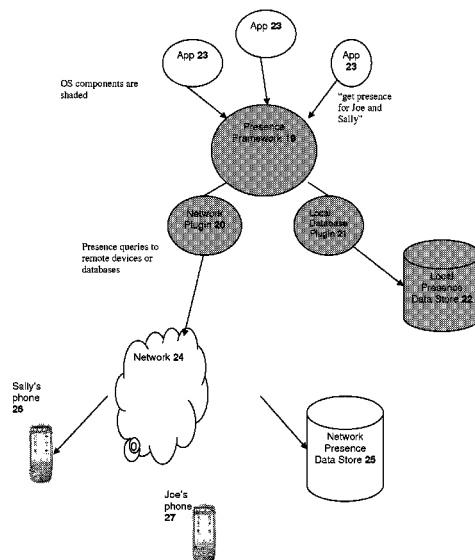 App 23
App 23
App
23
OS components are
shaded
"get presence
for Joe and
Sally"
Presence
Framework 19
Network
Plugin 20
Local
Database
Plugin 21
Presence queries to
remote devices or
databases
Local
Presence
Data Store 22
Network 24
Sally's
phone
26
Network
Presence
Data Store 25
Joe's
phone
27